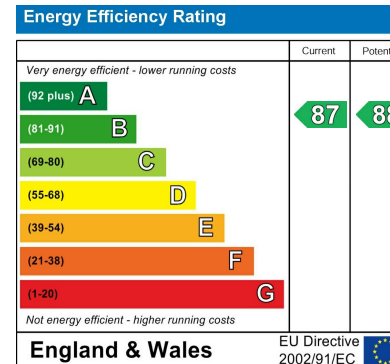 Energy Efficiency Rating
Current Potent
Very energy efficient - lower running costs
(92 plus) A
(81-91) B
(69-80) C
(55-68) D
(39-54) E
(21-38) F
(1-20) G
87 88
Not energy efficient - higher running costs
England & Wales
EU Directive
2002/91/EC